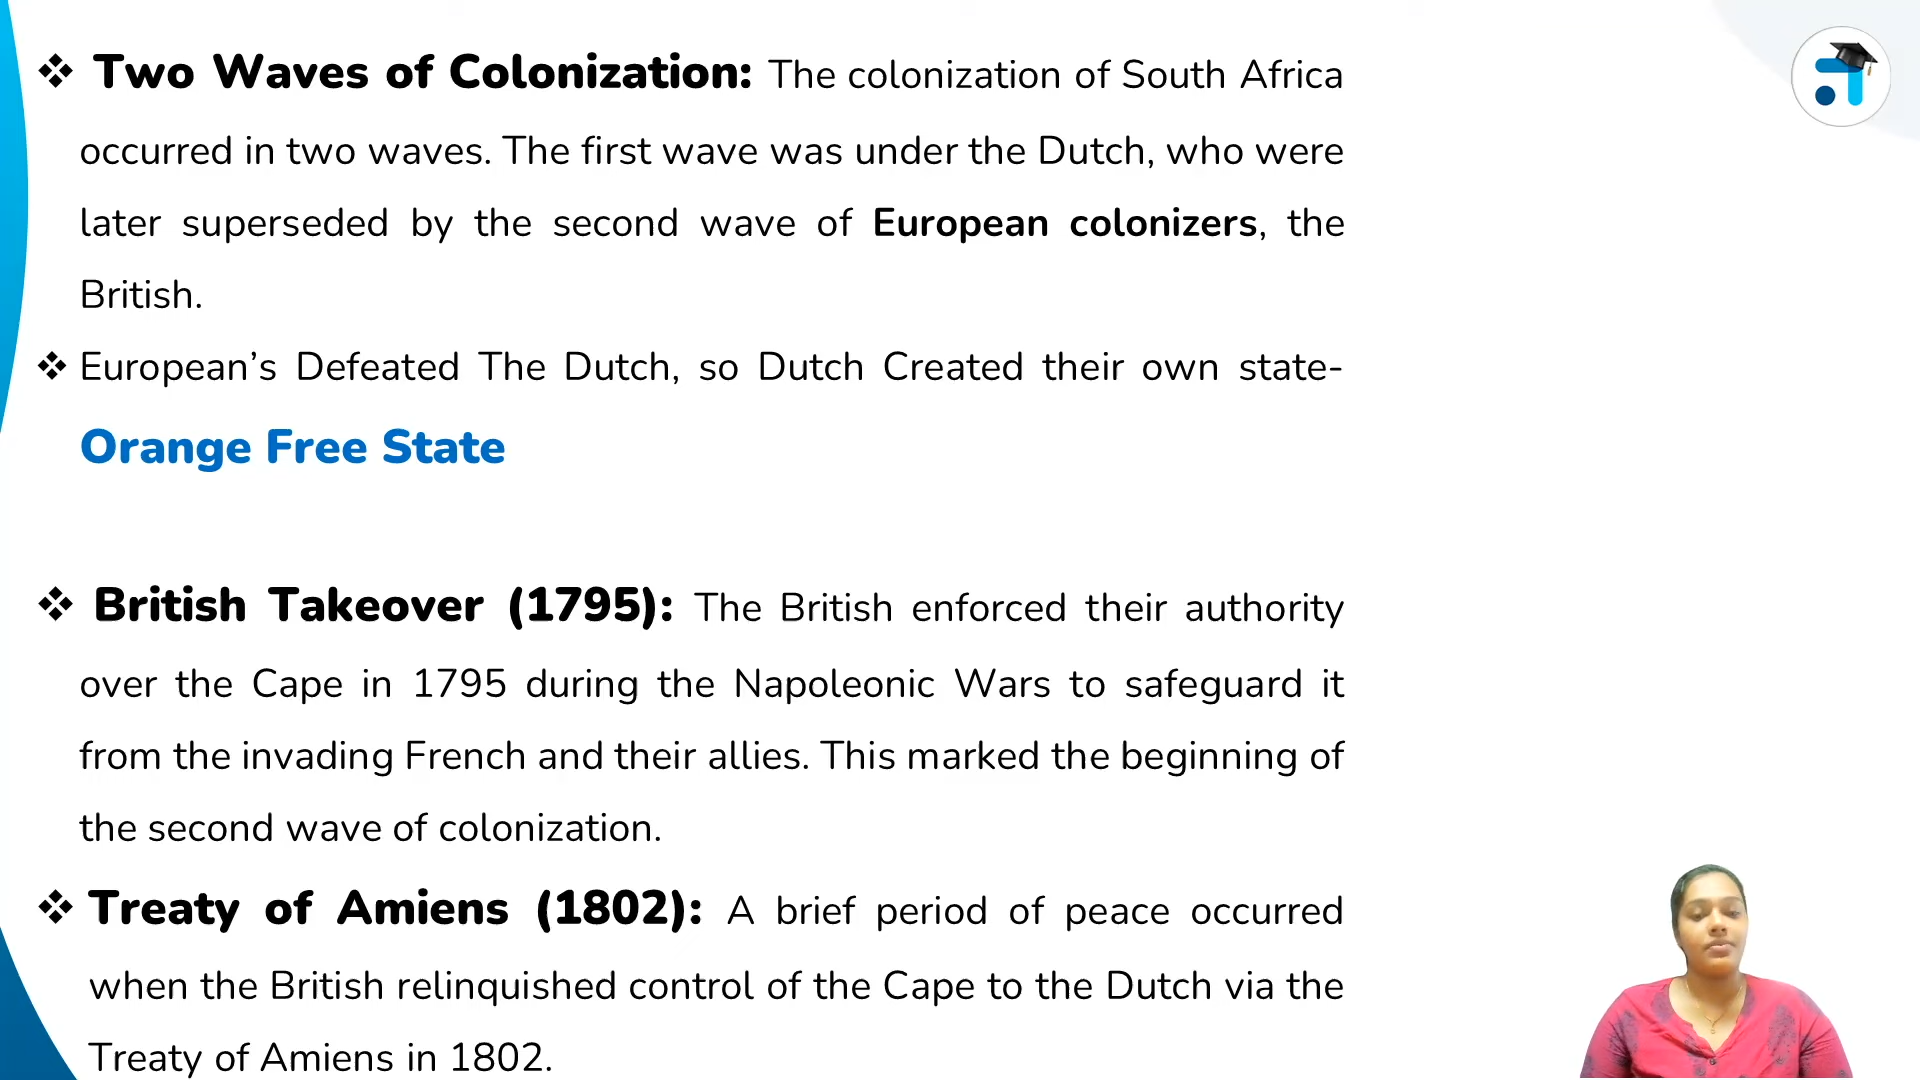 ❖ Two Waves of Colonization: The colonization of South Africa
occurred in two waves. The first wave was under the Dutch, who were
later superseded by the second wave of European colonizers, the
British.
❖ European’s Defeated The Dutch, so Dutch Created their own state-
Orange Free State
❖ British Takeover (1795): The British enforced their authority
over the Cape in 1795 during the Napoleonic Wars to safeguard it
from the invading French and their allies. This marked the beginning of
the second wave of colonization.
❖ Treaty of Amiens (1802): A brief period of peace occurred
when the British relinquished control of the Cape to the Dutch via the
Treaty of Amiens in 1802.